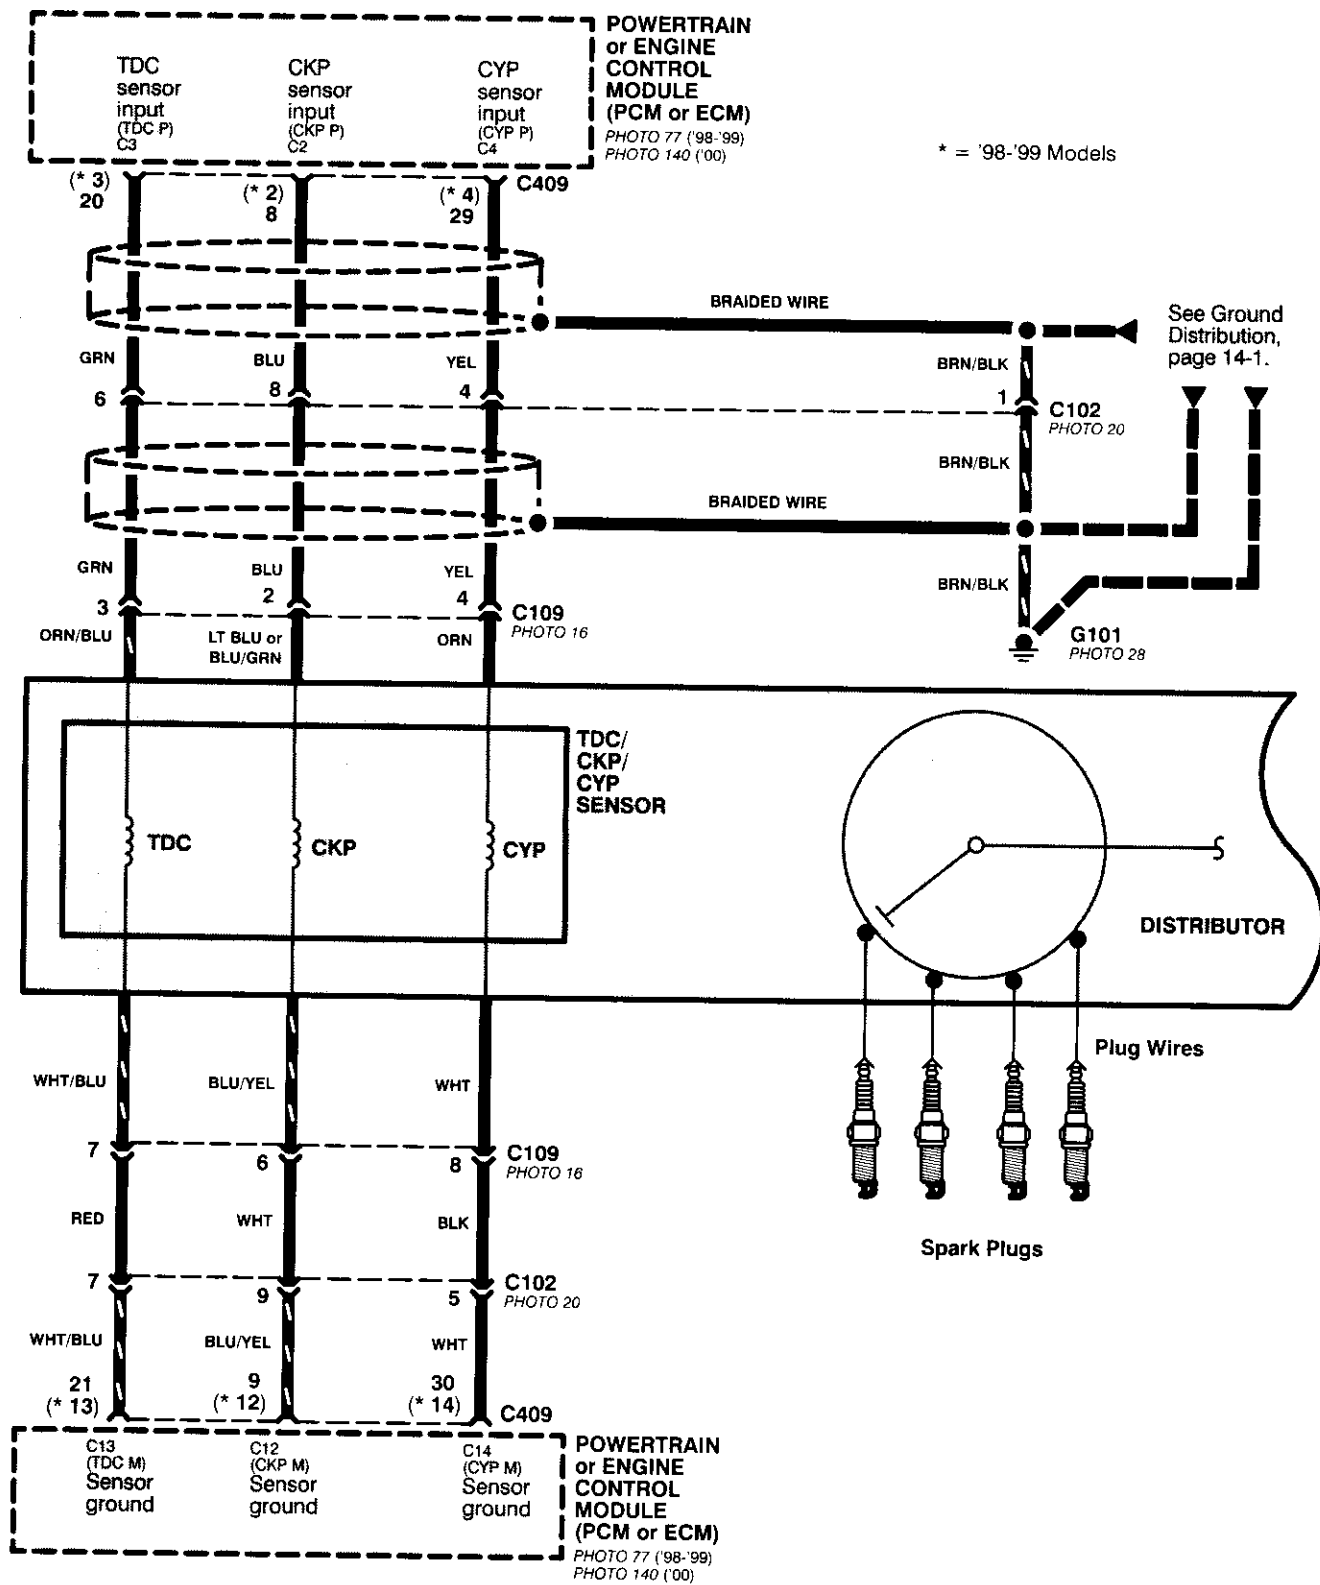 POWERTRAIN
or ENGINE
CONTROL
MODULE
(PCM or ECM)
PHOTO 77 ('98-'99)
PHOTO 140 ('00)
TDC
sensor
input
(TDC P)
C3
CKP
sensor
input
(CKP P)
C2
CYP
sensor
input
(CYP P)
C4
* = '98-'99 Models
(* 3)
20
(* 2)
8
(* 4)
29
C409
BRAIDED WIRE
See Ground
Distribution,
page 14-1.
GRN
BLU
YEL
BRN/BLK
6
8
4
1
C102
PHOTO 20
BRN/BLK
BRAIDED WIRE
GRN
BLU
YEL
BRN/BLK
3
2
4
C109
PHOTO 16
ORN/BLU
LT BLU or
BLU/GRN
ORN
G101
PHOTO 28
TDC/
CKP/
CYP
SENSOR
TDC
CKP
CYP
DISTRIBUTOR
Plug Wires
WHT/BLU
BLU/YEL
WHT
7
6
8
C109
PHOTO 16
RED
WHT
BLK
Spark Plugs
7
9
5
C102
PHOTO 20
WHT/BLU
BLU/YEL
WHT
21
(* 13)
9
(* 12)
30
(* 14)
C409
C13
(TDC M)
Sensor
ground
C12
(CKP M)
Sensor
ground
C14
(CYP M)
Sensor
ground
POWERTRAIN
or ENGINE
CONTROL
MODULE
(PCM or ECM)
PHOTO 77 ('98-'99)
PHOTO 140 ('00)